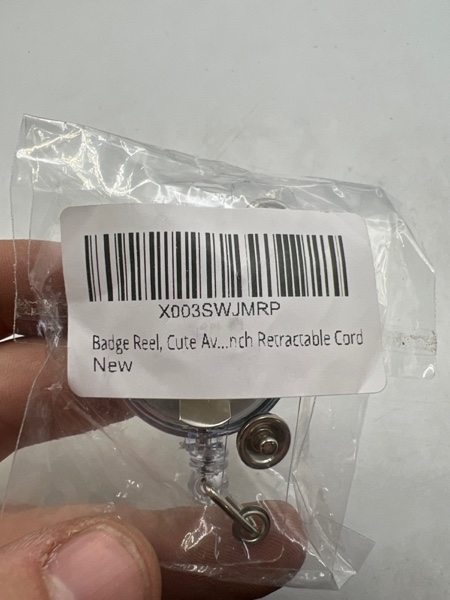 X003SWJMRP
Badge Reel, Cute Av...nch Retractable Cord
New